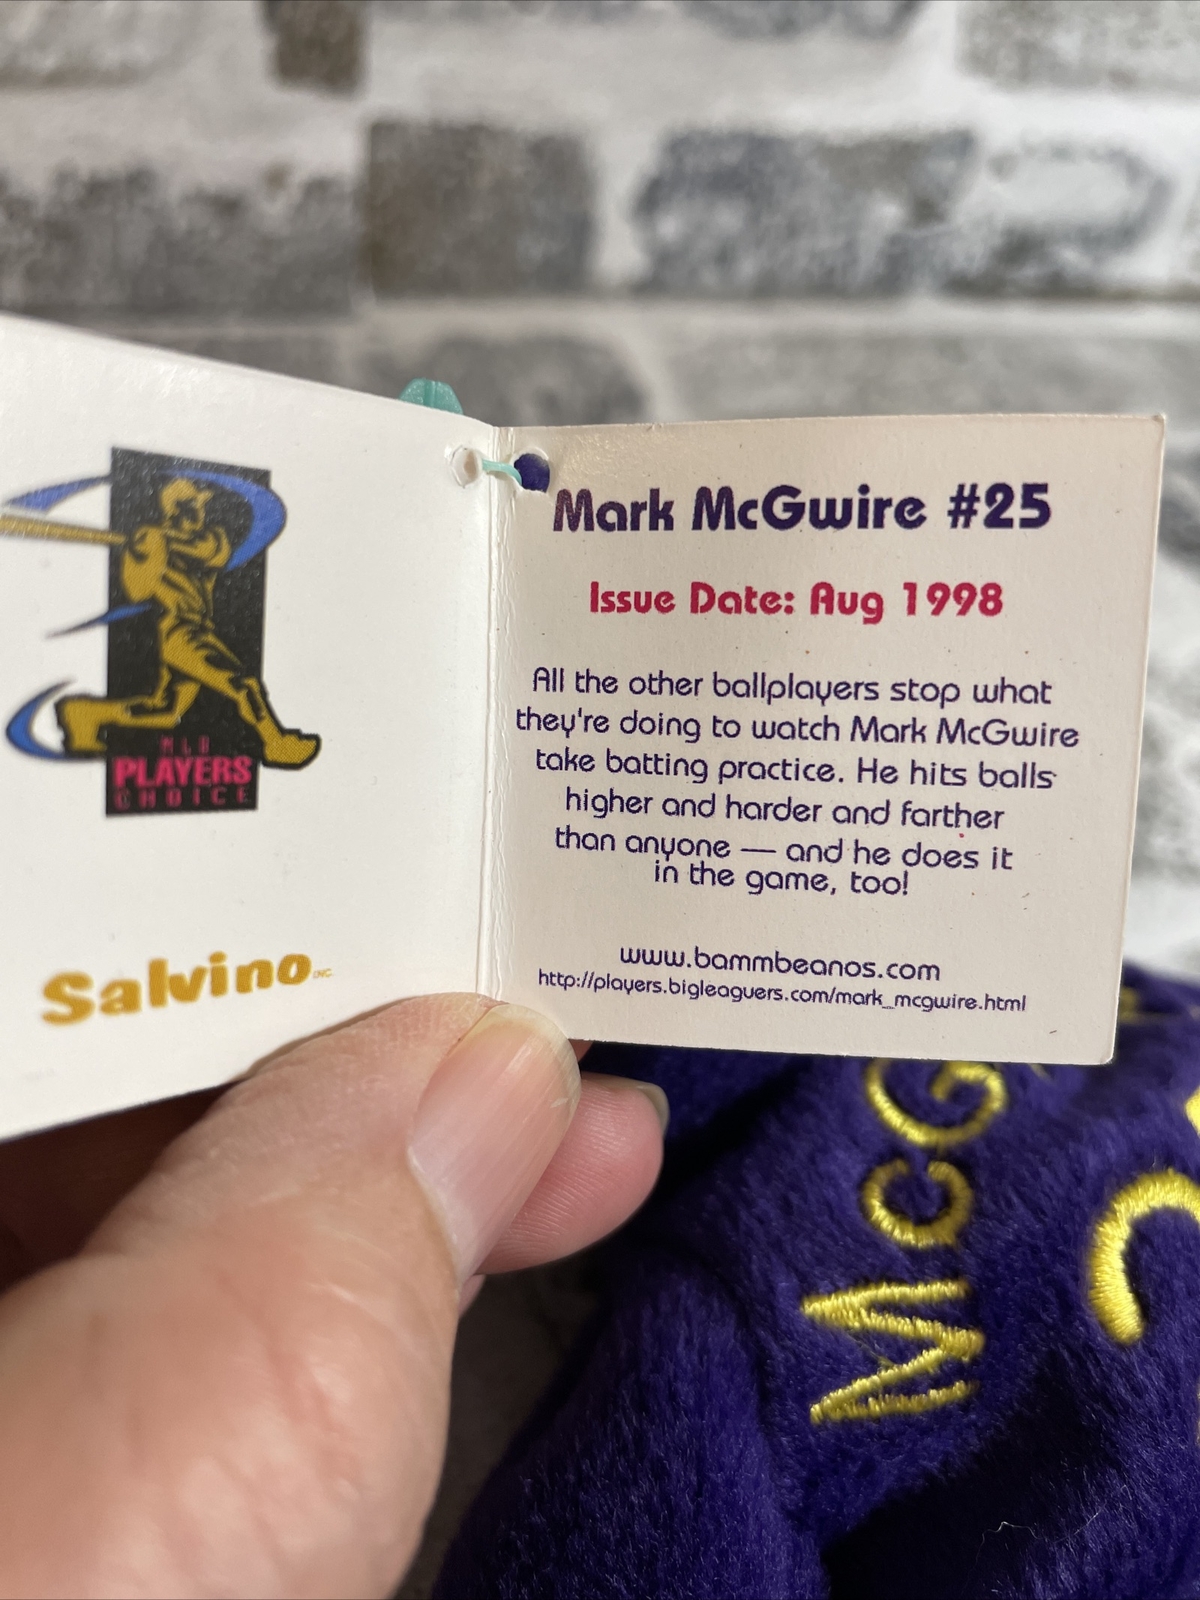 MLB
PLAYERS
CHOICE
Salvino INC.
Mark McGwire #25
Issue Date: Aug 1998
All the other ballplayers stop what
they're doing to watch Mark McGwire
take batting practice. He hits balls
higher and harder and farther
than anyone — and he does it
in the game, too!
www.bammbeanos.com
http://players.bigleaguers.com/mark_mcgwire.html
McG